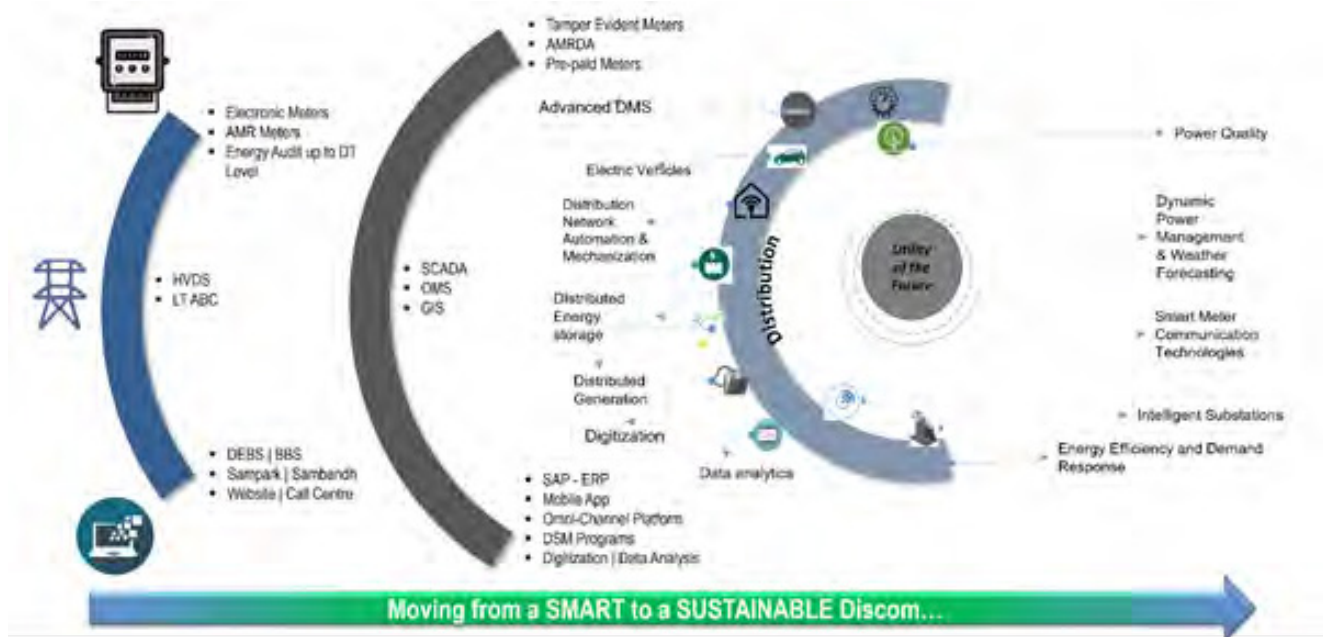 Electronic Meters
AMR Meters
Energy Audit up to DT
Level
HVDS
LT ABC
DEBS | BBS
Sampark | Sambandh
Website | Call Centre
Tamper Evident Meters
AMRDA
Pre-paid Meters
SCADA
OMS
GIS
SAP - ERP
Mobile App
Omni-Channel Platform
DSM Programs
Digitization | Data Analysis
Advanced DMS
Electric Vehicles
Distribution
Network
Automation &
Mechanization
Distributed
Energy
storage
Distributed
Generation
Digitization
Data analytics
Distribution
Utility
of the
Future
Power Quality
Dynamic
Power
Management
& Weather
Forecasting
Smart Meter
Communication
Technologies
Intelligent Substations
Energy Efficiency and Demand
Response
Moving from a SMART to a SUSTAINABLE Discom...